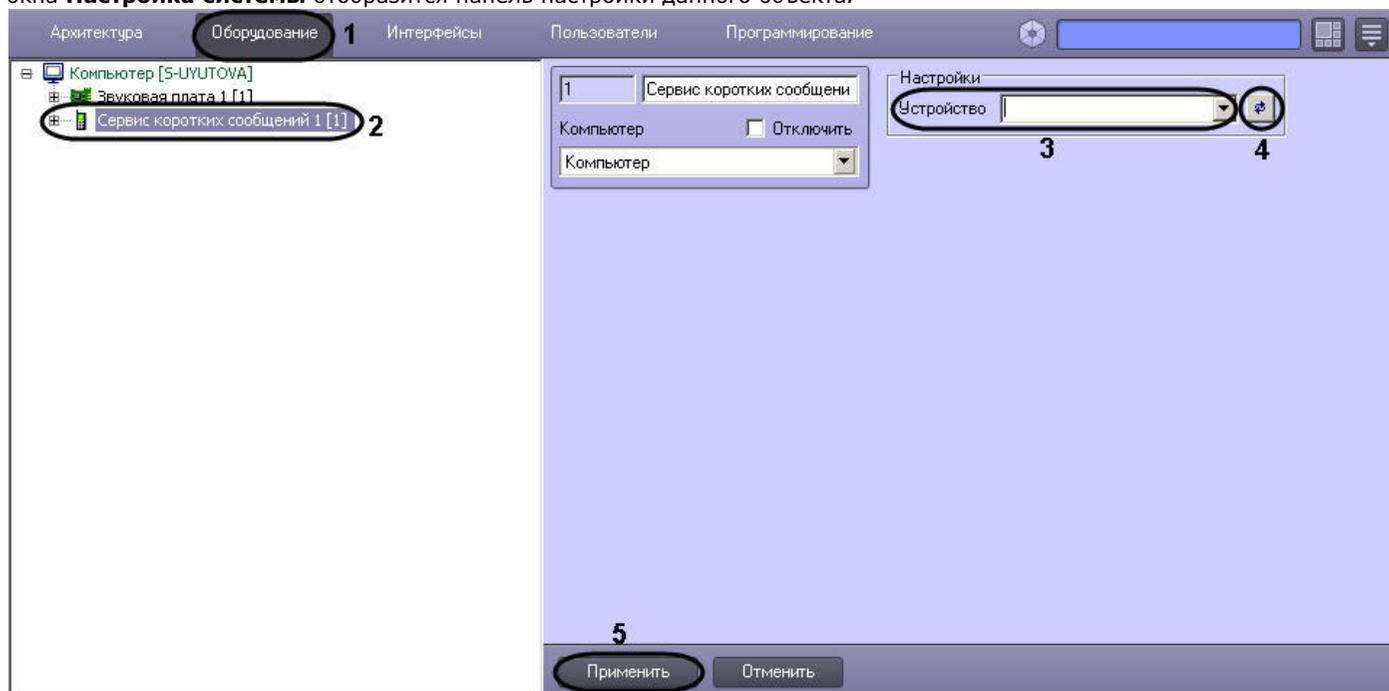 окна Настройка системы отобразится панель настройки данного объекта.
Архитектура Оборудование 1 Интерфейсы Пользователи Программирование
Компьютер [S-UYUTOVA]
Звуковая плата 1 [1]
Сервис коротких сообщений 1 [1] 2
1 Сервис коротких сообщени
Компьютер Отключить
Компьютер
Настройки
Устройство
3 4
5
Применить Отменить